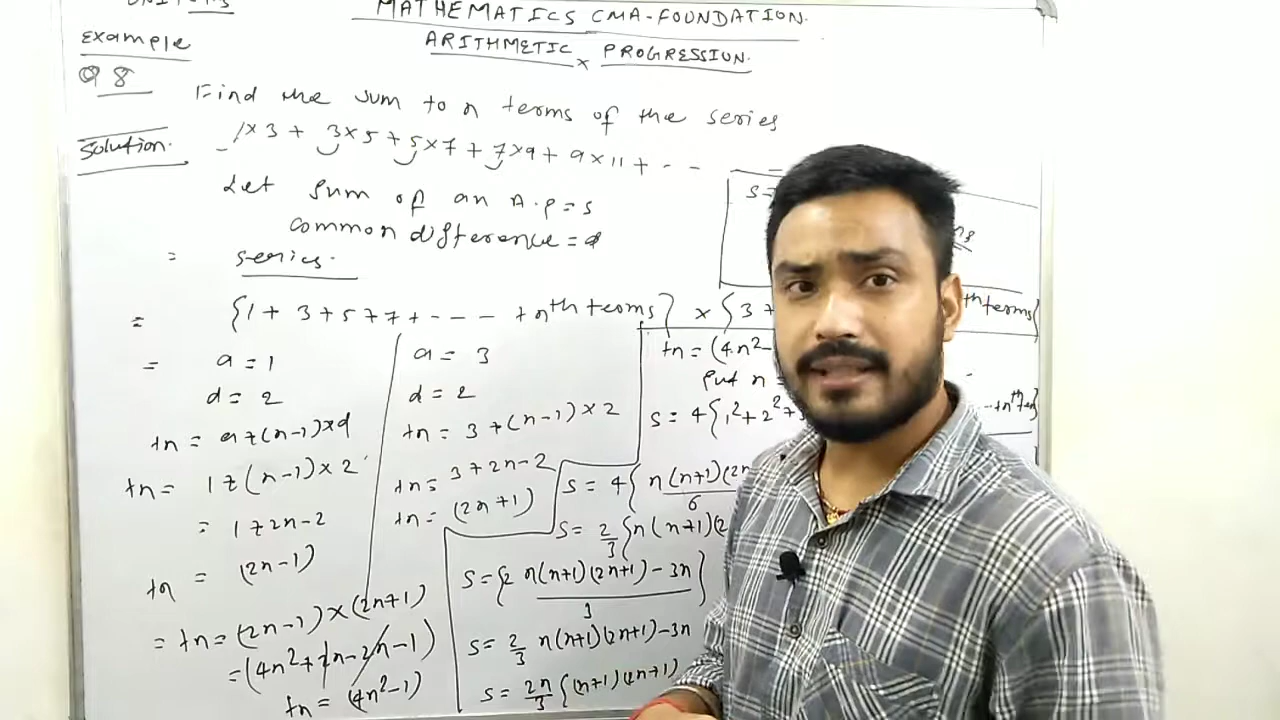 MATHEMATICS CMA-FOUNDATION.
ARITHMETIC PROGRESSION.
Example
Q 8
Find the sum to n terms of the series
Solution.
1×3 + 3×5 + 5×7 + 7×9 + 9×11 + - -
Let sum of an A.P = s
common difference = d
= series.
= {1 + 3 + 5 + 7 + - - - + nth terms} × {3 + nth terms}
= a = 1
d = 2
tn = a + (n-1)×d
tn = 1 + (n-1)×2
= 1+2n-2
tn = (2n-1)
a = 3
d = 2
tn = 3 + (n-1)×2
tn = 3+2n-2
tn = (2n+1)
= tn = (2n-1)×(2n+1)
= (4n²+2n-2n-1)
tn = (4n²-1)
s =
tn = (4n²-
Put n =
s = 4{1²+2²+ --+nth
s = 4{n(n+1)(2n
6
s = 2/3 {n(n+1)(2
s = {2 n(n+1)(2n+1) - 3n}
3
s = 2/3 n(n+1)(2n+1)-3n
s = 2n/3 {(n+1)(2n+1)